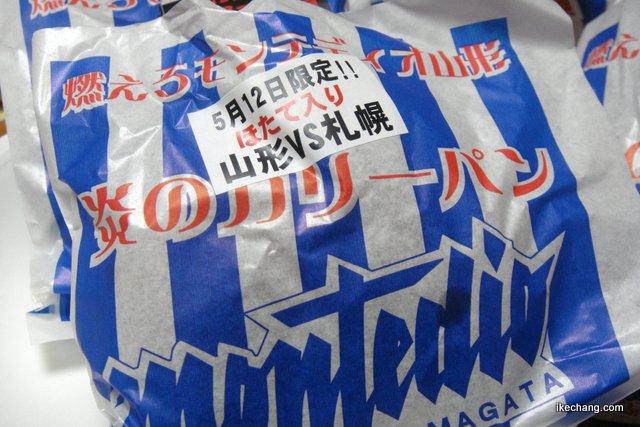 燃えろモンテディオ山形
5月12日限定!!
ほたて入り
山形VS札幌
炎のカリーパン
montedio
MAGATA
ikechang.com